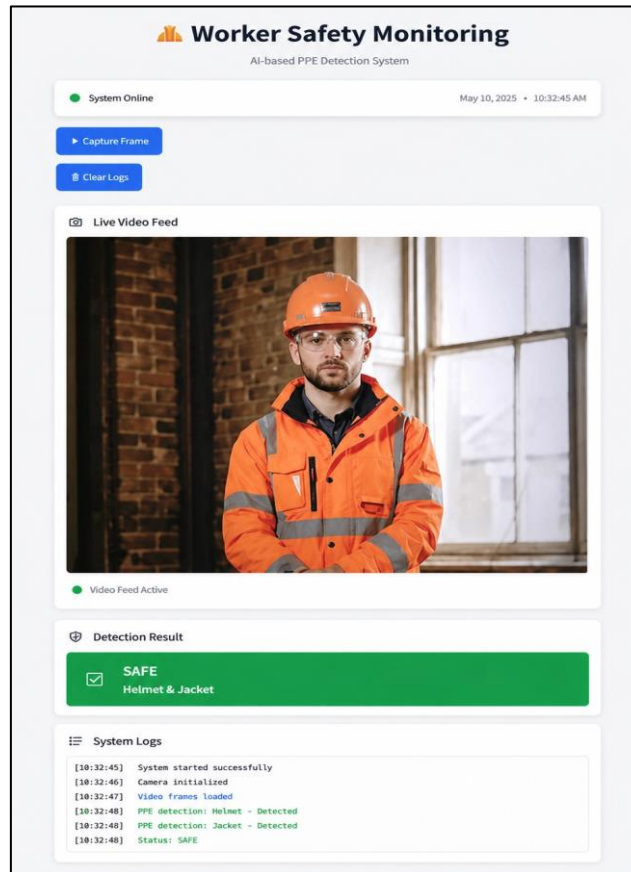 Worker Safety Monitoring
AI-based PPE Detection System
System Online
May 10, 2025 • 10:32:45 AM
Capture Frame
Clear Logs
Live Video Feed
Video Feed Active
Detection Result
SAFE
Helmet & Jacket
System Logs
[10:32:45] System started successfully
[10:32:46] Camera initialized
[10:32:47] Video frames loaded
[10:32:48] PPE detection: Helmet - Detected
[10:32:48] PPE detection: Jacket - Detected
[10:32:48] Status: SAFE